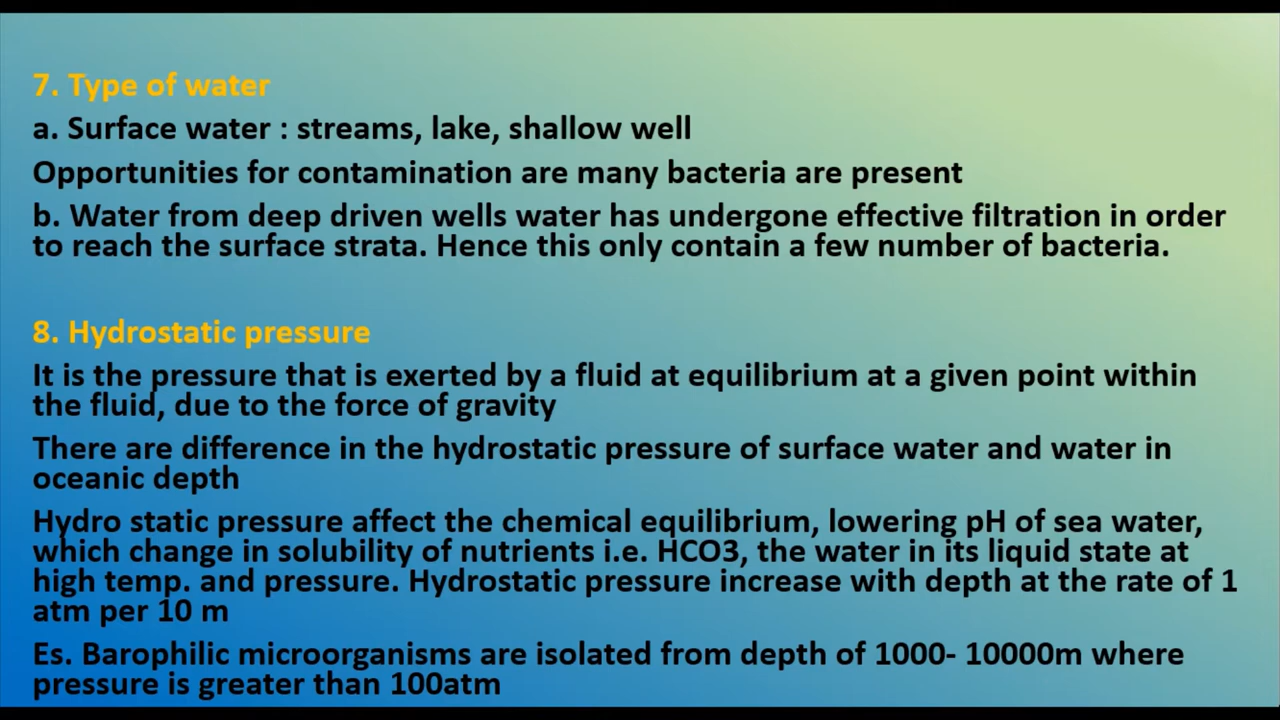 7. Type of water
a. Surface water : streams, lake, shallow well
Opportunities for contamination are many bacteria are present
b. Water from deep driven wells water has undergone effective filtration in order
to reach the surface strata. Hence this only contain a few number of bacteria.
8. Hydrostatic pressure
It is the pressure that is exerted by a fluid at equilibrium at a given point within
the fluid, due to the force of gravity
There are difference in the hydrostatic pressure of surface water and water in
oceanic depth
Hydro static pressure affect the chemical equilibrium, lowering pH of sea water,
which change in solubility of nutrients i.e. HCO3, the water in its liquid state at
high temp. and pressure. Hydrostatic pressure increase with depth at the rate of 1
atm per 10 m
Es. Barophilic microorganisms are isolated from depth of 1000- 10000m where
pressure is greater than 100atm